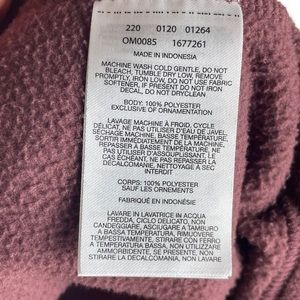 220 0120 01264
OM0085 1677261
MADE IN INDONESIA
MACHINE WASH COLD GENTLE, DO NOT
BLEACH, TUMBLE DRY LOW, REMOVE
PROMPTLY, IRON LOW, DO NOT USE FABRIC
SOFTENER, IF PRESENT DO NOT IRON
DECAL, DO NOT DRYCLEAN
BODY: 100% POLYESTER
EXCLUSIVE OF ORNAMENTATION
LAVAGE MACHINE À FROID, CYCLE
DÉLICAT, NE PAS UTILISER D'EAU DE JAVEL,
SÉCHAGE MACHINE, BASSE TEMPÉRATURE,
SORTIR IMMÉDIATEMENT DE LA MACHINE,
REPASSER À BASSE TEMPÉRATURE, NE
PAS UTILISER D'ASSOUPLISSANT, LE
CAS ÉCHÉANT, NE PAS REPASSER LA
DÉCALCOMANIE, NETTOYAGE À SEC
INTERDIT
CORPS: 100% POLYESTER
SAUF LES ORNEMENTS
FABRIQUÉ EN INDONÉSIE
LAVARE IN LAVATRICE IN ACQUA
FREDDA, CICLO DELICATO, NON
CANDEGGIARE, ASCIUGARE A TAMBURO
A BASSA TEMPERATURA, RIMUOVERE
TEMPESTIVAMENTE, STIRARE CON FERRO
A TEMPERATURA BASSA, NON UTILIZZARE
AMMORBIDENTE, SE PRESENTE, NON
STIRARE LA DECALCOMANIA, NON LAVARE